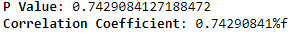 P Value: 0.7429084127188472
Correlation Coefficient: 0.74290841%f